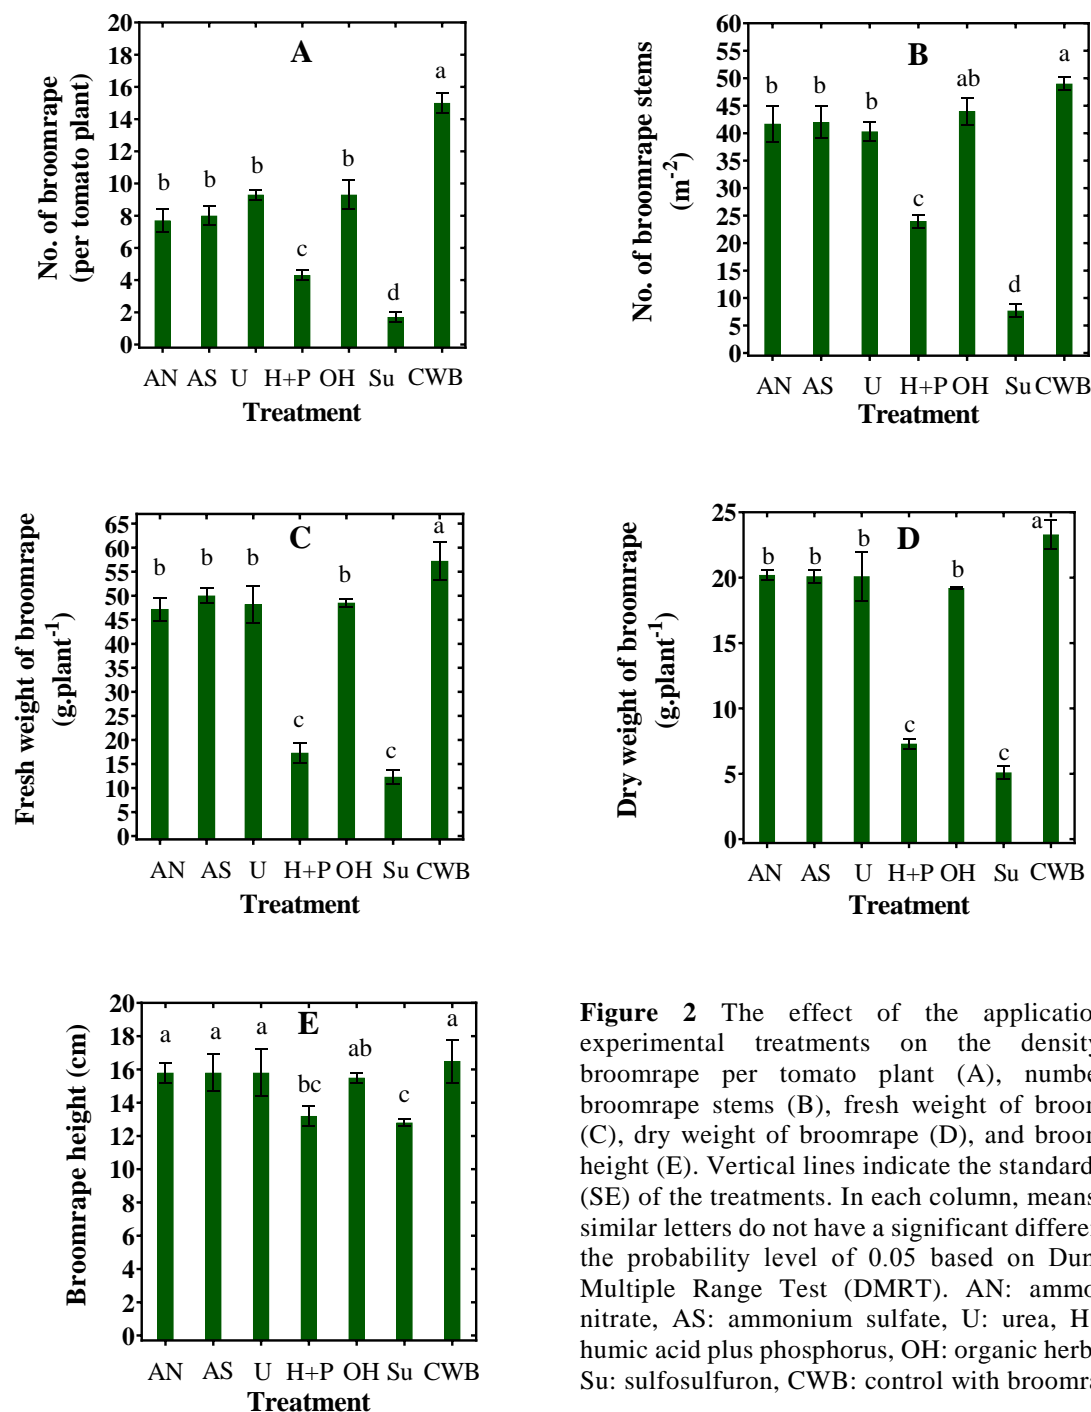 A
No. of broomrape
(per tomato plant)
20
18
16
14
12
10
8
6
4
2
0
b b b c b d a
AN AS U H+P OH Su CWB
Treatment
B
No. of broomrape stems
(m-2)
60
55
50
45
40
35
30
25
20
15
10
5
0
b b b c ab d a
AN AS U H+P OH Su CWB
Treatment
C
Fresh weight of broomrape
(g.plant-1)
65
60
55
50
45
40
35
30
25
20
15
10
5
0
b b b c b c a
AN AS U H+P OH Su CWB
Treatment
D
Dry weight of broomrape
(g.plant-1)
25
20
15
10
5
0
b b b c b c a
AN AS U H+P OH Su CWB
Treatment
E
Broomrape height (cm)
20
18
16
14
12
10
8
6
4
2
0
a a a bc ab c a
AN AS U H+P OH Su CWB
Treatment
Figure 2 The effect of the application
experimental treatments on the density
broomrape per tomato plant (A), numbe
broomrape stems (B), fresh weight of broom
(C), dry weight of broomrape (D), and broom
height (E). Vertical lines indicate the standard
(SE) of the treatments. In each column, means
similar letters do not have a significant differe
the probability level of 0.05 based on Dun
Multiple Range Test (DMRT). AN: ammo
nitrate, AS: ammonium sulfate, U: urea, H
humic acid plus phosphorus, OH: organic herb
Su: sulfosulfuron, CWB: control with broomra